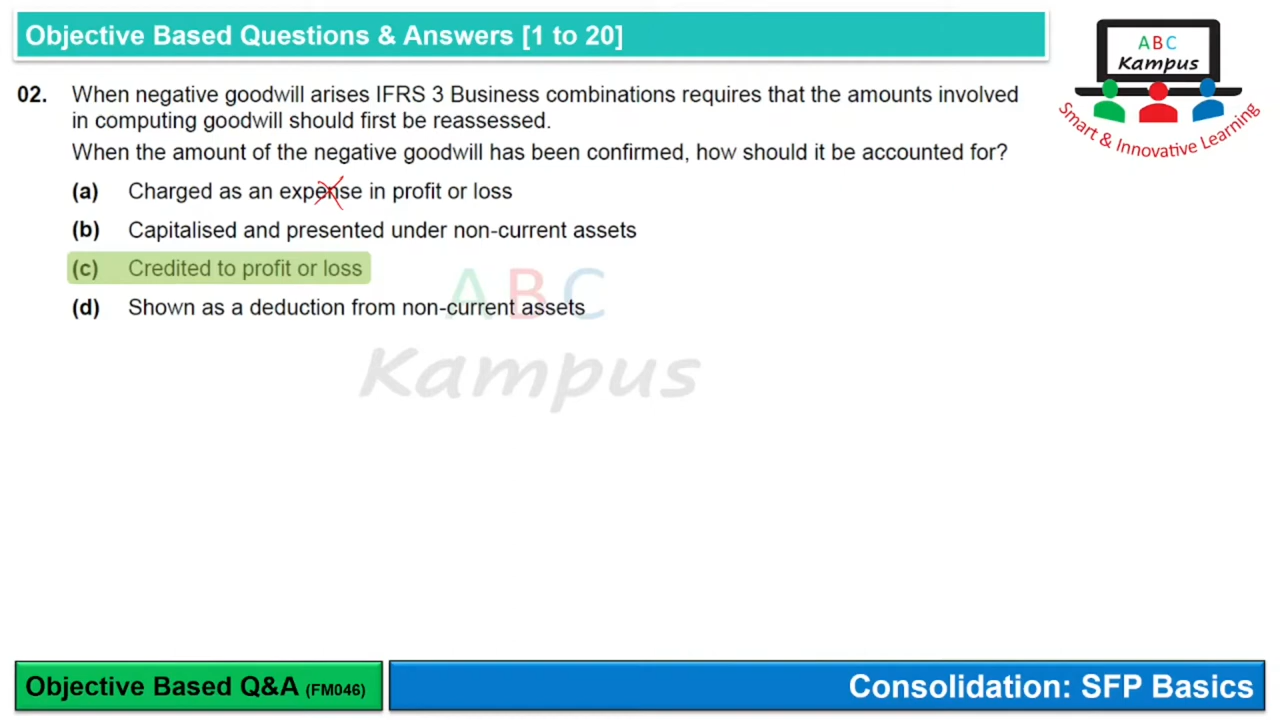 Objective Based Questions & Answers [1 to 20]
ABC
Kampus
Smart & Innovative Learning
02. When negative goodwill arises IFRS 3 Business combinations requires that the amounts involved
in computing goodwill should first be reassessed.
When the amount of the negative goodwill has been confirmed, how should it be accounted for?
(a) Charged as an expense in profit or loss
(b) Capitalised and presented under non-current assets
(c) Credited to profit or loss
(d) Shown as a deduction from non-current assets
ABC
Kampus
Objective Based Q&A (FM046)
Consolidation: SFP Basics